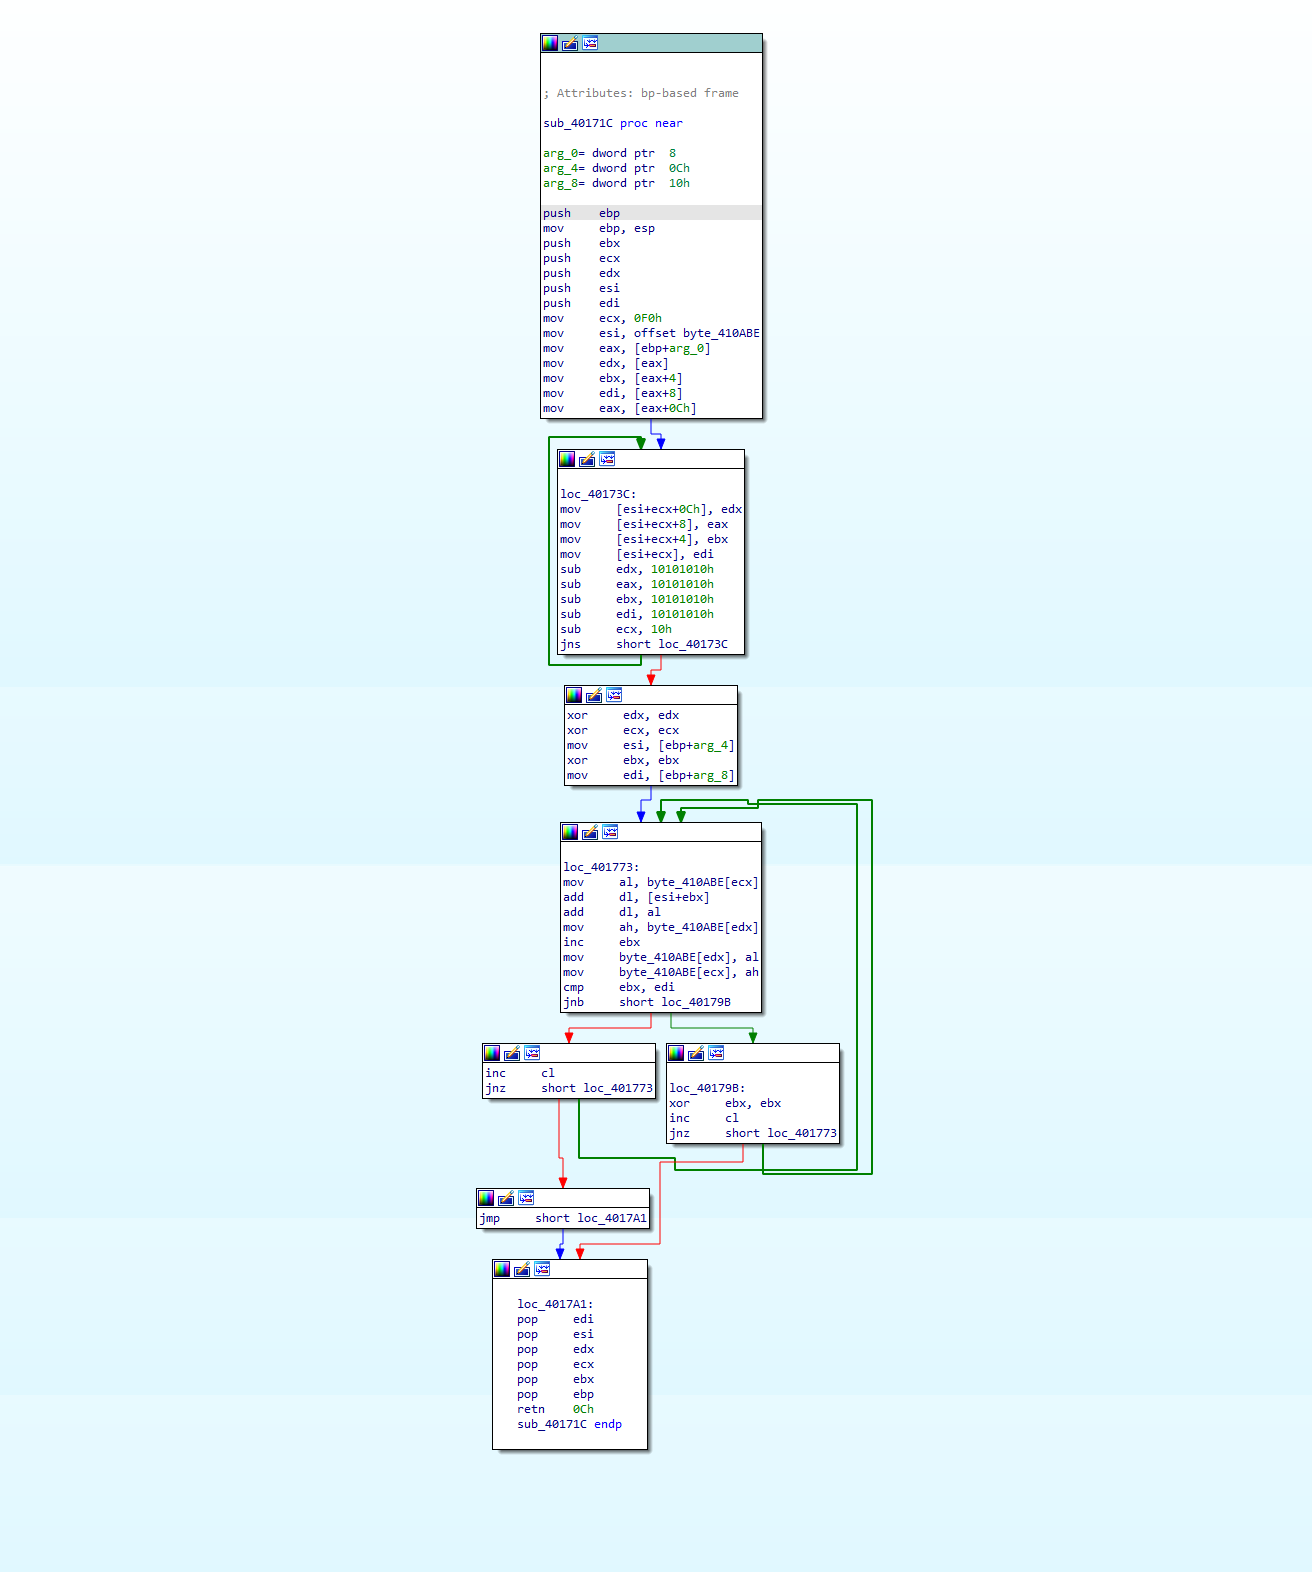 ; Attributes: bp-based frame
sub_40171C proc near
arg_0= dword ptr  8
arg_4= dword ptr  0Ch
arg_8= dword ptr  10h
push    ebp
mov     ebp, esp
push    ebx
push    ecx
push    edx
push    esi
push    edi
mov     ecx, 0F0h
mov     esi, offset byte_410ABE
mov     eax, [ebp+arg_0]
mov     edx, [eax]
mov     ebx, [eax+4]
mov     edi, [eax+8]
mov     eax, [eax+0Ch]
loc_40173C:
mov     [esi+ecx+0Ch], edx
mov     [esi+ecx+8], eax
mov     [esi+ecx+4], ebx
mov     [esi+ecx], edi
sub     edx, 10101010h
sub     eax, 10101010h
sub     ebx, 10101010h
sub     edi, 10101010h
sub     ecx, 10h
jns     short loc_40173C
xor     edx, edx
xor     ecx, ecx
mov     esi, [ebp+arg_4]
xor     ebx, ebx
mov     edi, [ebp+arg_8]
loc_401773:
mov     al, byte_410ABE[ecx]
add     dl, [esi+ebx]
add     dl, al
mov     ah, byte_410ABE[edx]
inc     ebx
mov     byte_410ABE[edx], al
mov     byte_410ABE[ecx], ah
cmp     ebx, edi
jnb     short loc_40179B
inc     cl
jnz     short loc_401773
loc_40179B:
xor     ebx, ebx
inc     cl
jnz     short loc_401773
jmp     short loc_4017A1
loc_4017A1:
pop     edi
pop     esi
pop     edx
pop     ecx
pop     ebx
pop     ebp
retn    0Ch
sub_40171C endp